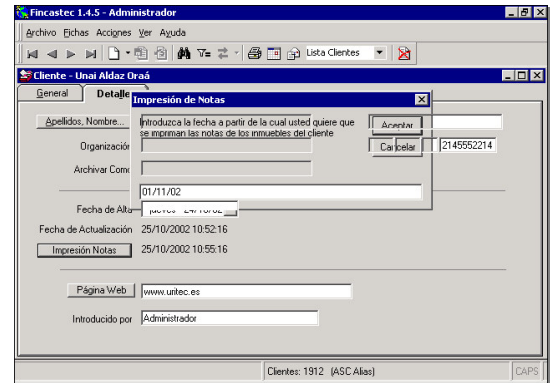 Fincastec 1.4.5 - Administrador
Archivo Fichas Acciones Ver Ayuda
Lista Clientes
Cliente - Unai Aldaz Oraá
General Detalle
Impresión de Notas
Introduzca la fecha a partir de la cual usted quiere que
se impriman las notas de los inmuebles del cliente
Aceptar
Cancelar
01/11/02
Apellidos, Nombre...
Organización
2145552214
Archivar Como
Fecha de Alta jueves 24/10/02
Fecha de Actualización 25/10/2002 10:52:16
Impresión Notas 25/10/2002 10:55:16
Página Web www.uritec.es
Introducido por Administrador
Clientes: 1912 (ASC Alias) CAPS